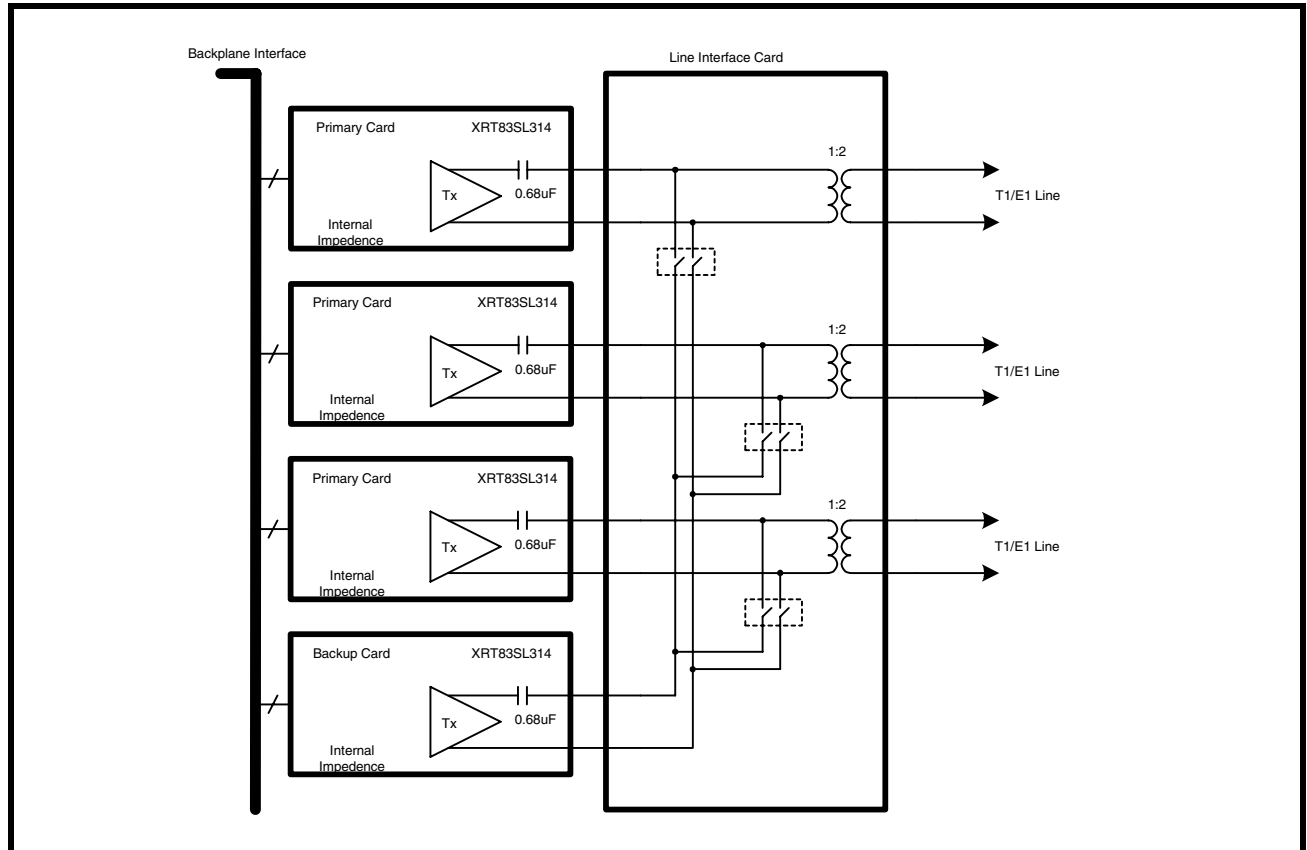 Backplane Interface
Line Interface Card
Primary Card
XRT83SL314
Tx
0.68uF
Internal
Impedence
1:2
T1/E1 Line
Primary Card
XRT83SL314
Tx
0.68uF
Internal
Impedence
1:2
T1/E1 Line
Primary Card
XRT83SL314
Tx
0.68uF
Internal
Impedence
1:2
T1/E1 Line
Backup Card
XRT83SL314
Tx
0.68uF
Internal
Impedence